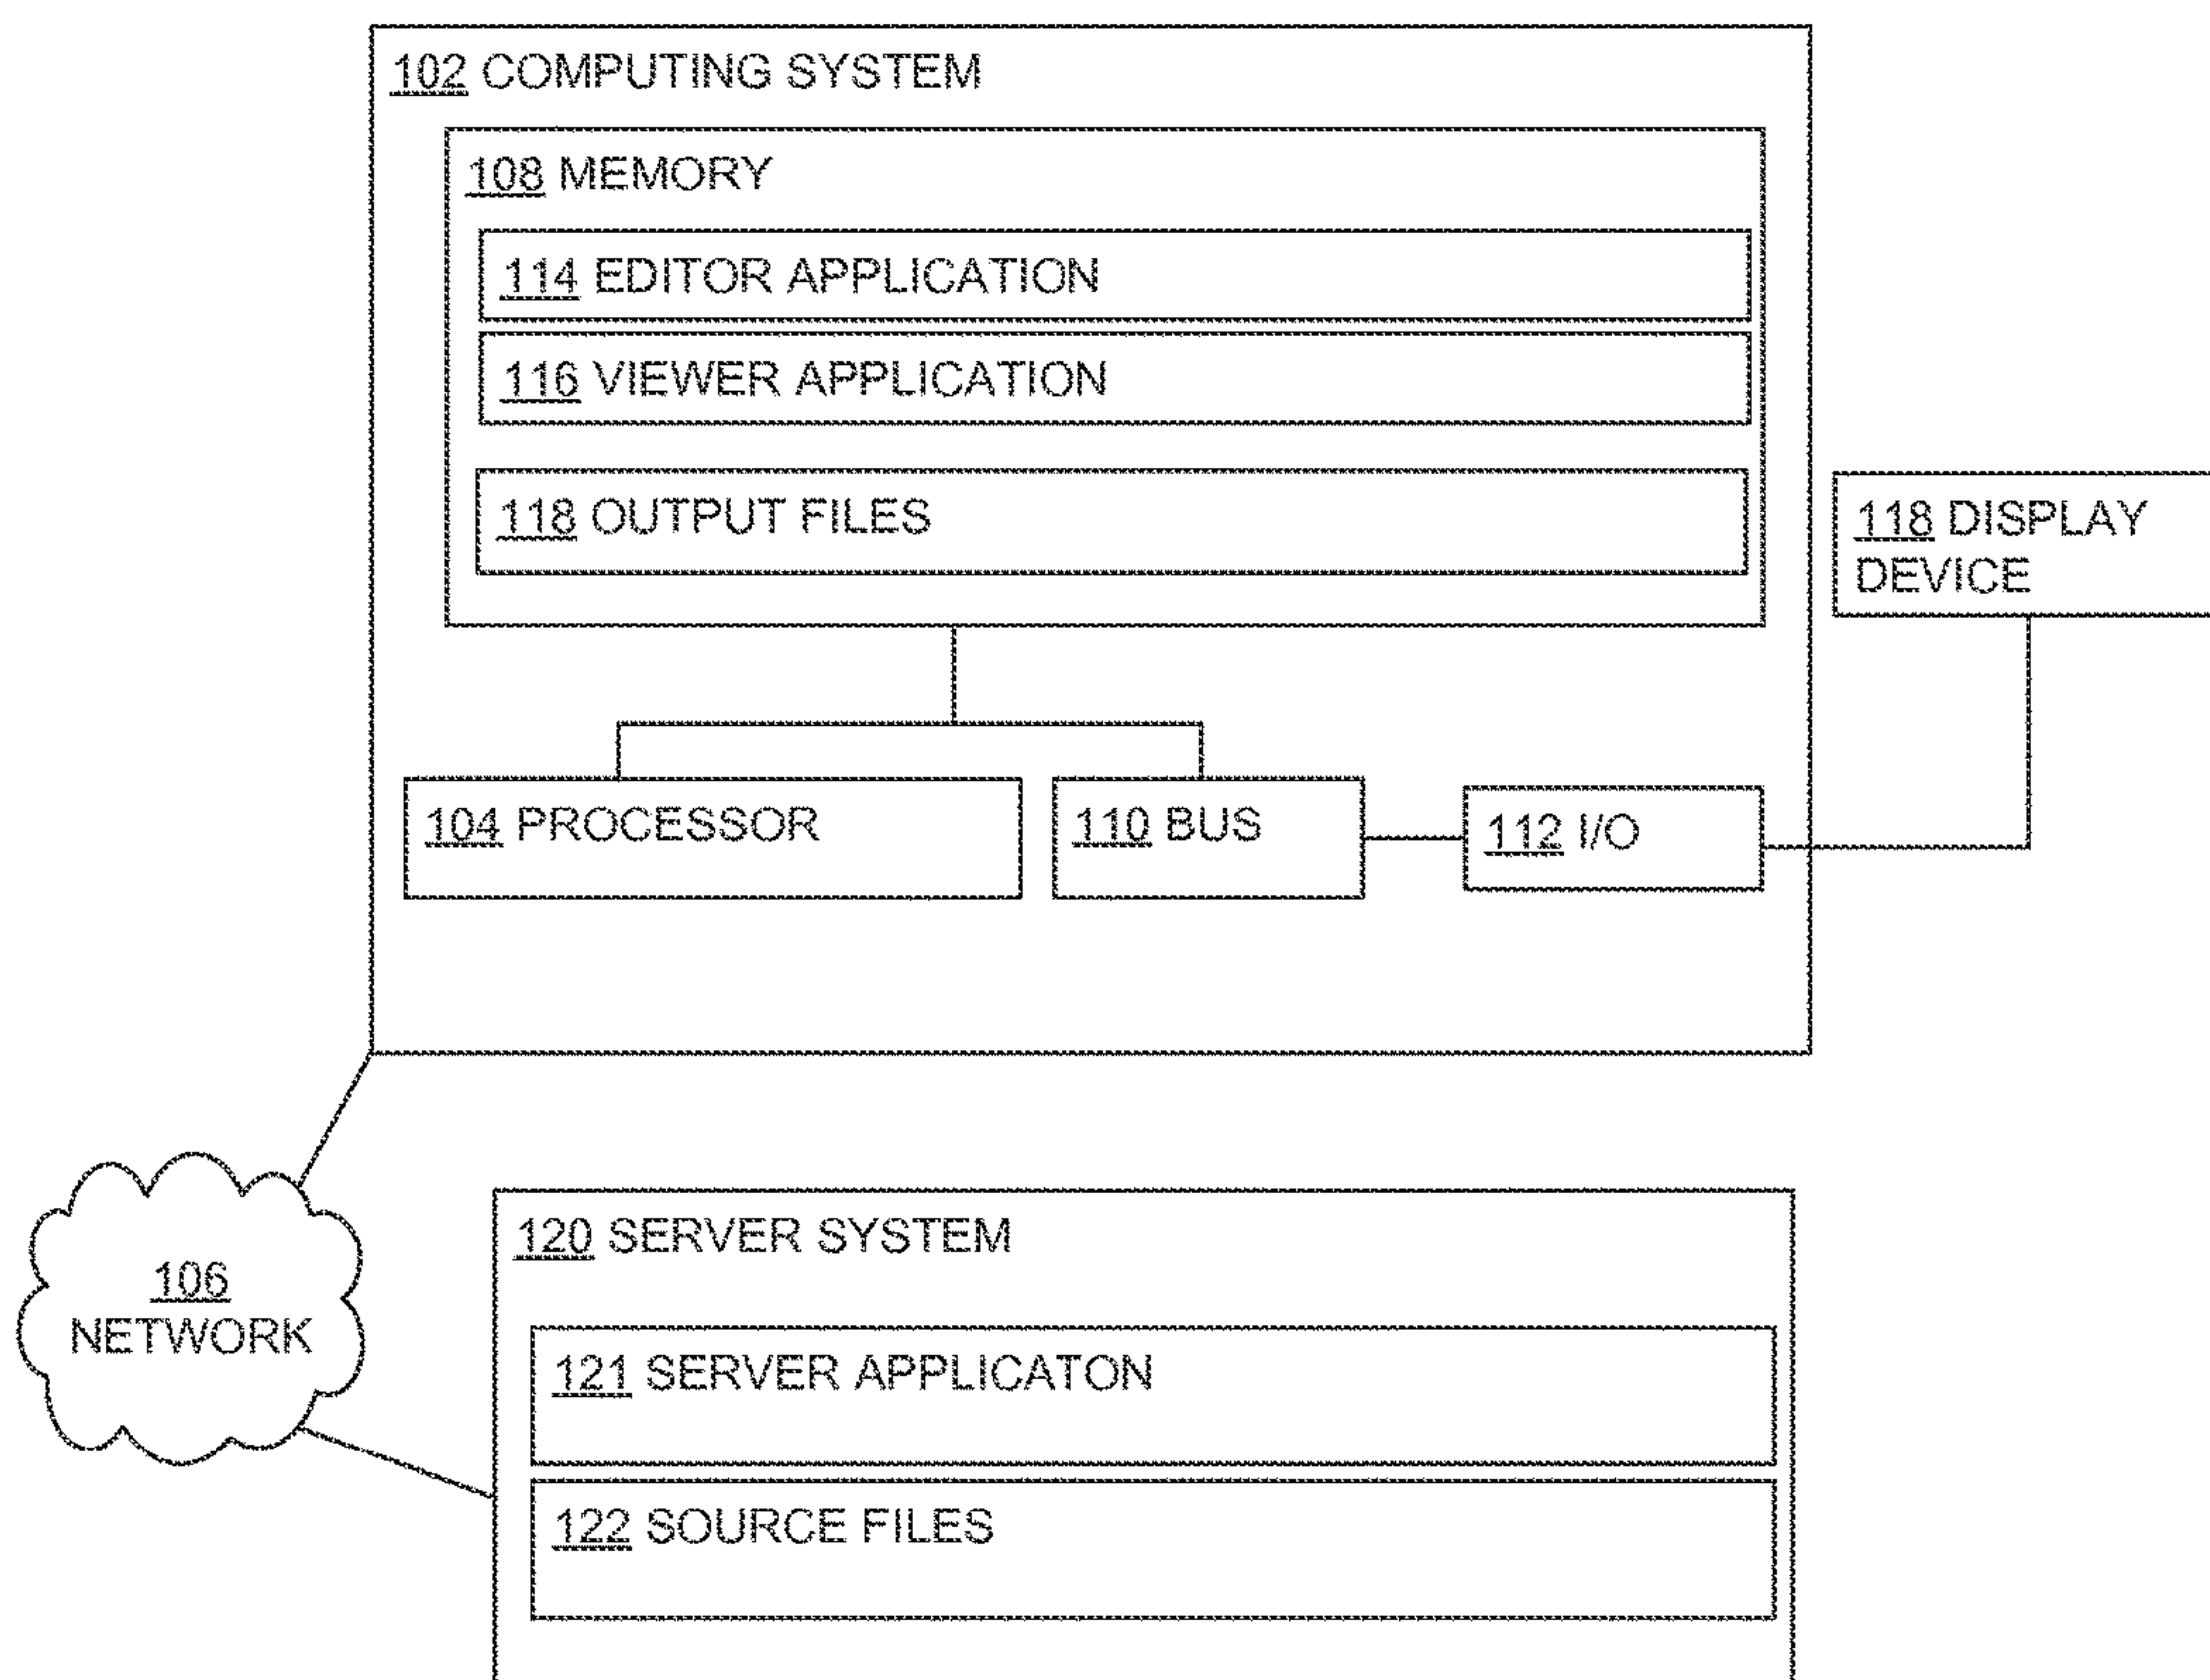 102 COMPUTING SYSTEM
108 MEMORY
114 EDITOR APPLICATION
116 VIEWER APPLICATION
118 OUTPUT FILES
118 DISPLAY
DEVICE
104 PROCESSOR
110 BUS
112 I/O
106
NETWORK
120 SERVER SYSTEM
121 SERVER APPLICATON
122 SOURCE FILES